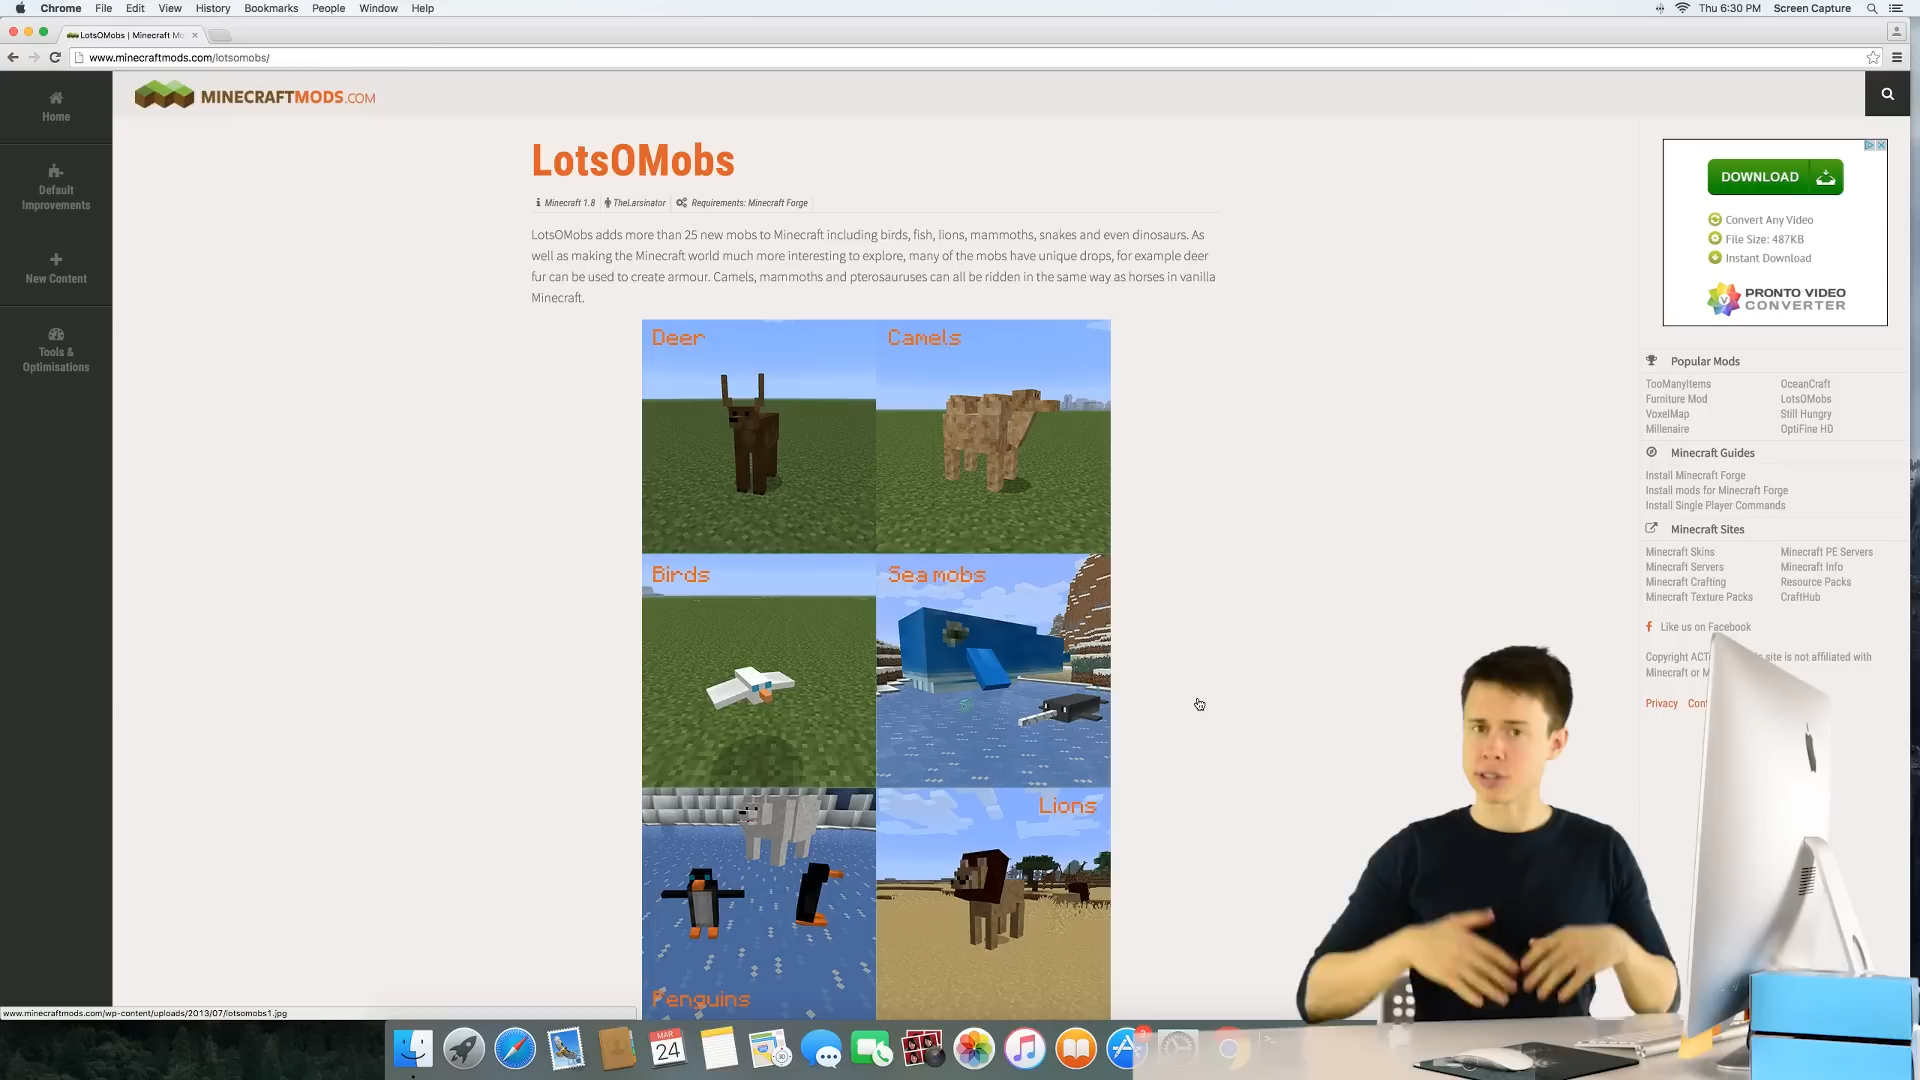 Chrome File Edit View History Bookmarks People Window Help
Thu 6:30 PM Screen Capture
LotsOMobs | Minecraft Mo
www.minecraftmods.com/lotsomobs/
Home
Default
Improvements
New Content
Tools &
Optimisations
MINECRAFTMODS.COM
LotsOMobs
Minecraft 1.8 TheLarsinator Requirements: Minecraft Forge
LotsOMobs adds more than 25 new mobs to Minecraft including birds, fish, lions, mammoths, snakes and even dinosaurs. As
well as making the Minecraft world much more interesting to explore, many of the mobs have unique drops, for example deer
fur can be used to create armour. Camels, mammoths and pterosauruses can all be ridden in the same way as horses in vanilla
Minecraft.
Deer
Camels
Birds
Sea mobs
Lions
Penguins
DOWNLOAD
Convert Any Video
File Size: 487KB
Instant Download
PRONTO VIDEO
CONVERTER
Popular Mods
TooManyItems OceanCraft
Furniture Mod LotsOMobs
VoxelMap Still Hungry
Millenaire OptiFine HD
Minecraft Guides
Install Minecraft Forge
Install mods for Minecraft Forge
Install Single Player Commands
Minecraft Sites
Minecraft Skins Minecraft PE Servers
Minecraft Servers Minecraft Info
Minecraft Crafting Resource Packs
Minecraft Texture Packs CraftHub
Like us on Facebook
Copyright ACT site is not affiliated with
Minecraft or M
Privacy Con
www.minecraftmods.com/wp-content/uploads/2013/07/lotsomobs1.jpg
MAR
24
3